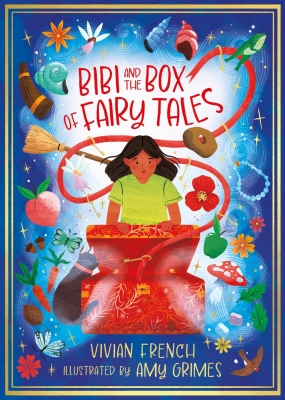 BIBI AND THE BOX
OF FAIRY TALES
VIVIAN FRENCH
ILLUSTRATED BY AMY GRIMES